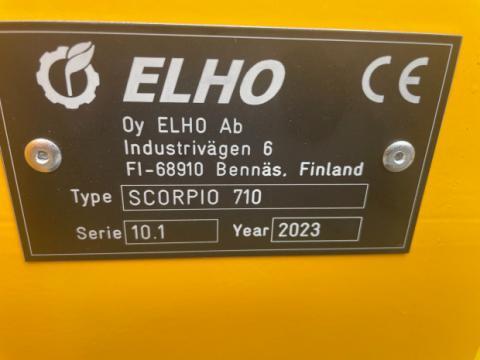 ELHO CE
Oy ELHO Ab
Industrivägen 6
FI-68910 Bennäs, Finland
Type SCORPIO 710
Serie 10.1 Year 2023